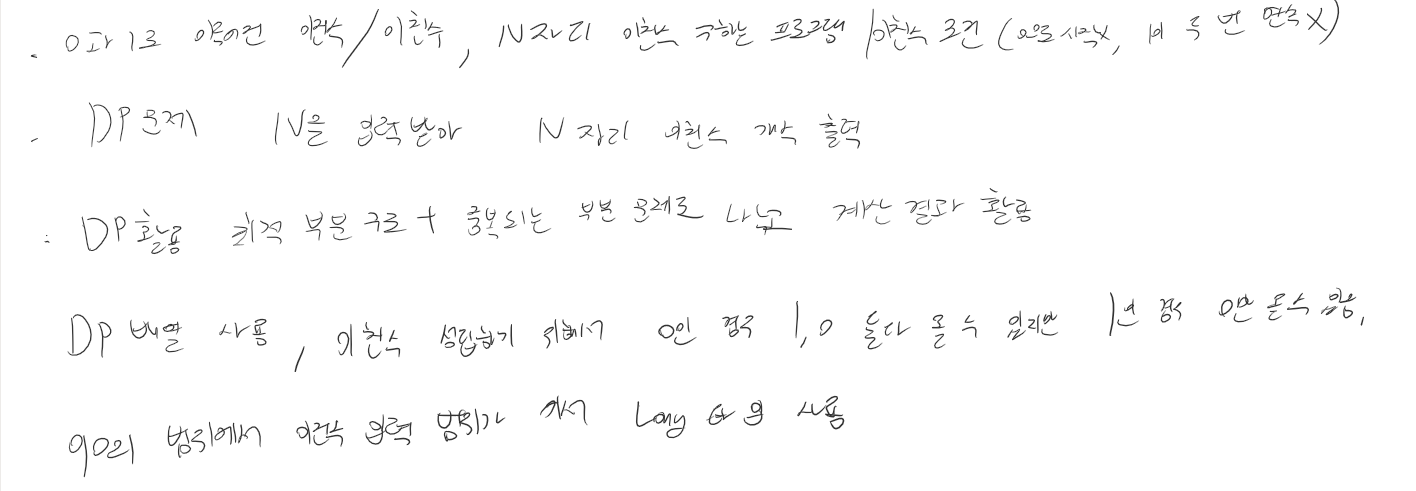 · 0과 1로 이루어진 이진수 / 이친수, N자리 이친수 구하는 프로그램 / 이친수 조건 (0으로 시작X, 1이 두 번 연속X)
- DP 문제 N을 입력 받아 N 자리 이친수 개수 출력
: DP 활용 최적 부분 구조 + 중복되는 부분 문제로 나누고 계산 결과 활용
DP 배열 사용, 이친수 성립하기 위해서 0인 경우 1, 0 둘다 올 수 있지만 1인 경우 0만 올수 있음,
90의 범위에서 이친수 입력 범위가 커서 Long 사용